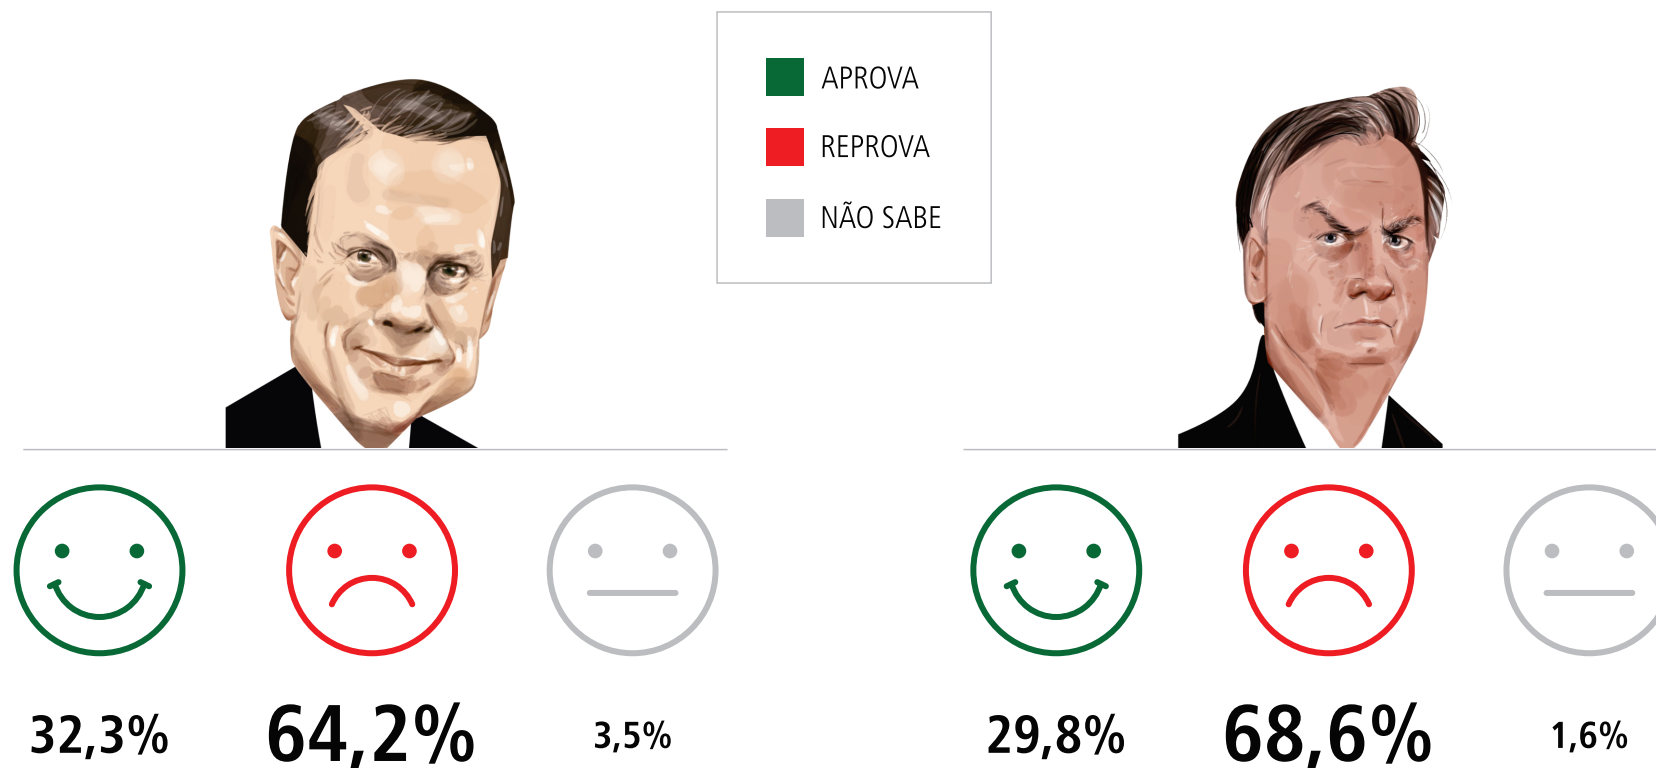 APROVA
REPROVA
NÃO SABE
32,3% 64,2% 3,5%
29,8% 68,6% 1,6%